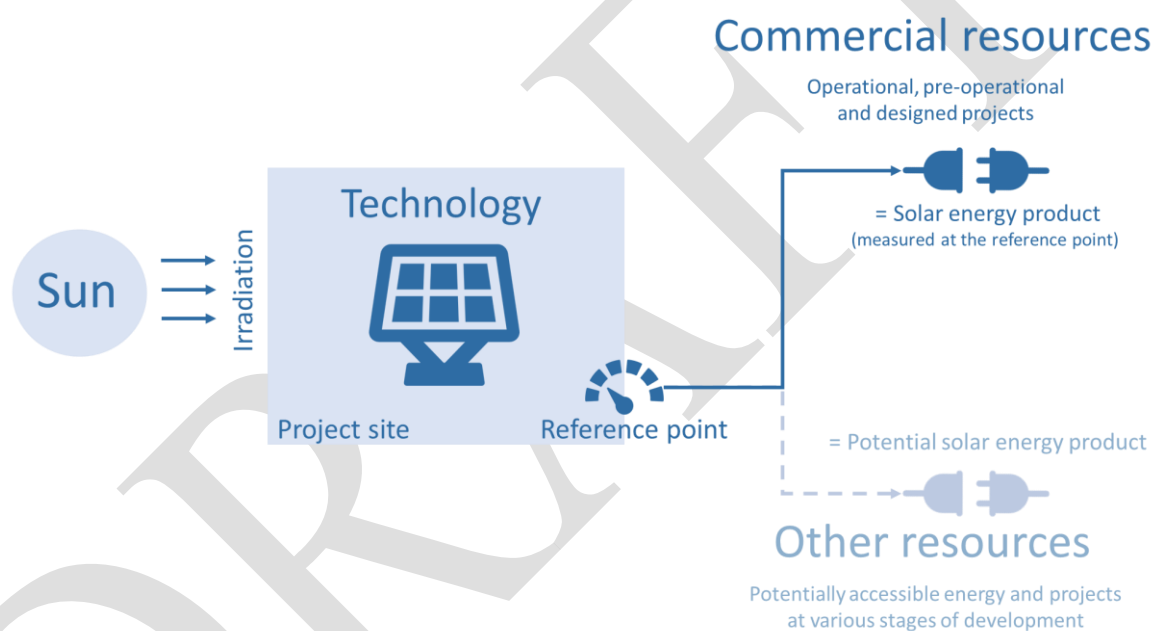 Commercial resources
Operational, pre-operational
and designed projects
= Solar energy product
(measured at the reference point)
Technology
Sun
Irradiation
Project site
Reference point
= Potential solar energy product
Other resources
Potentially accessible energy and projects
at various stages of development
DRAFT